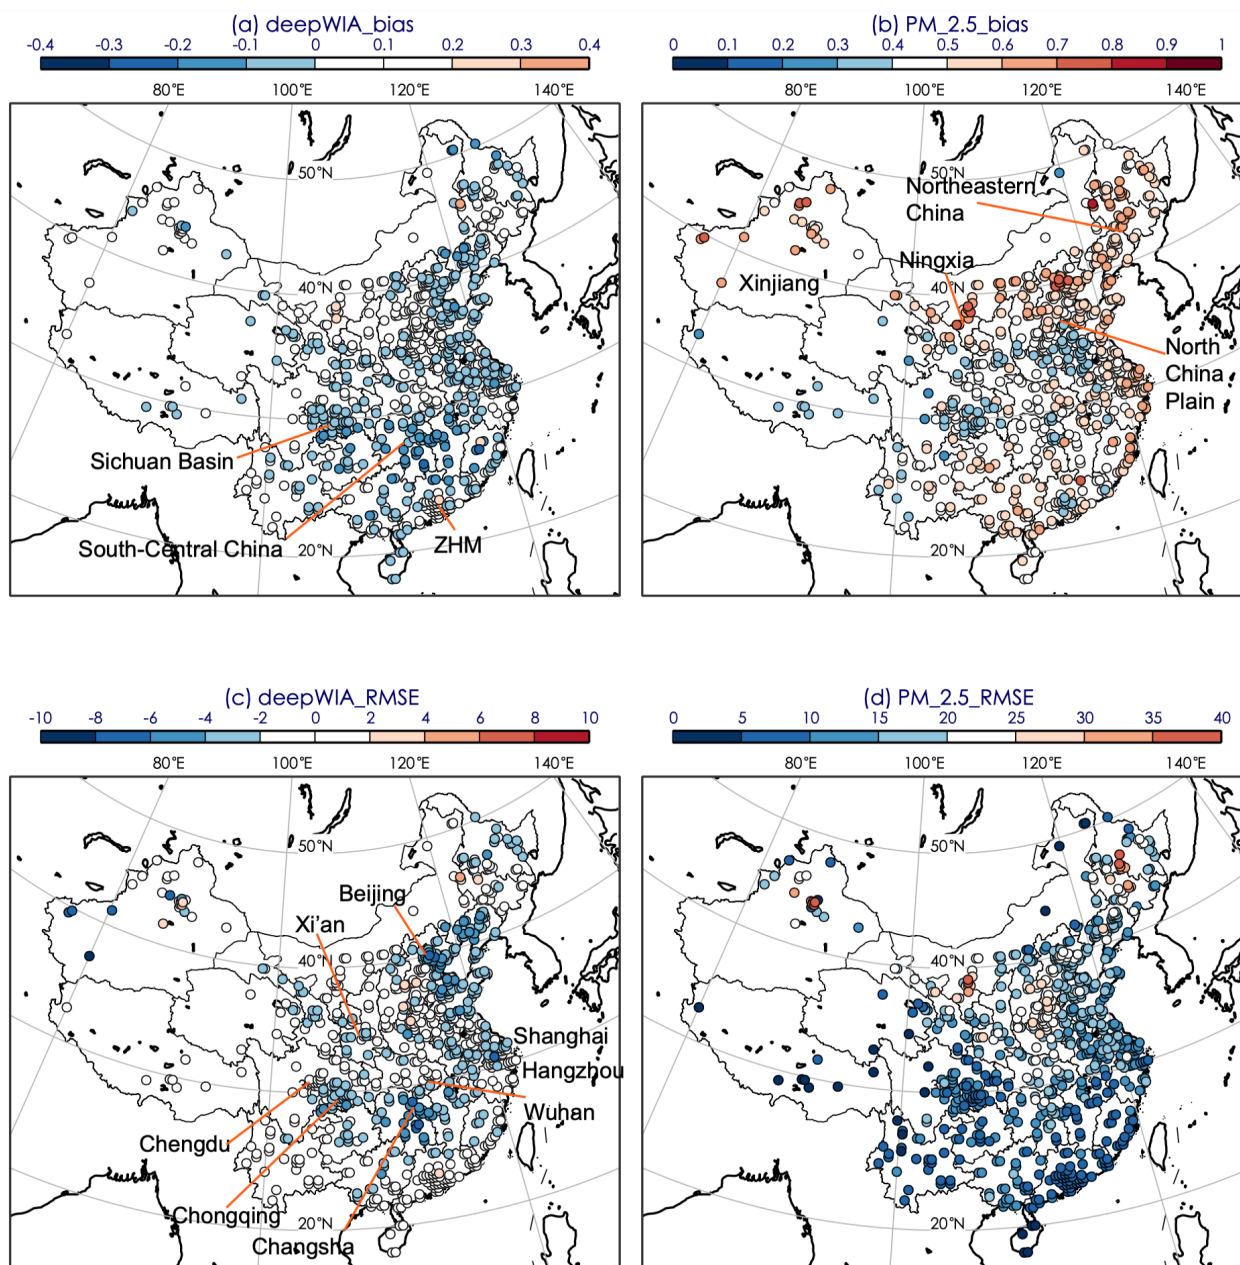 (a) deepWIA_bias
-0.4 -0.3 -0.2 -0.1 0 0.1 0.2 0.3 0.4
80°E 100°E 120°E 140°E
50°N
40°N
Sichuan Basin
South-Central China
20°N
ZHM
(b) PM_2.5_bias
0 0.1 0.2 0.3 0.4 0.5 0.6 0.7 0.8 0.9 1
80°E 100°E 120°E 140°E
50°N
Northeastern
China
Ningxia
Xinjiang
40°N
North
China
Plain
20°N
(c) deepWIA_RMSE
-10 -8 -6 -4 -2 0 2 4 6 8 10
80°E 100°E 120°E 140°E
50°N
Beijing
Xi'an
40°N
Shanghai
Hangzhou
Wuhan
Chengdu
Chongqing
20°N
Changsha
(d) PM_2.5_RMSE
0 5 10 15 20 25 30 35 40
80°E 100°E 120°E 140°E
50°N
40°N
20°N